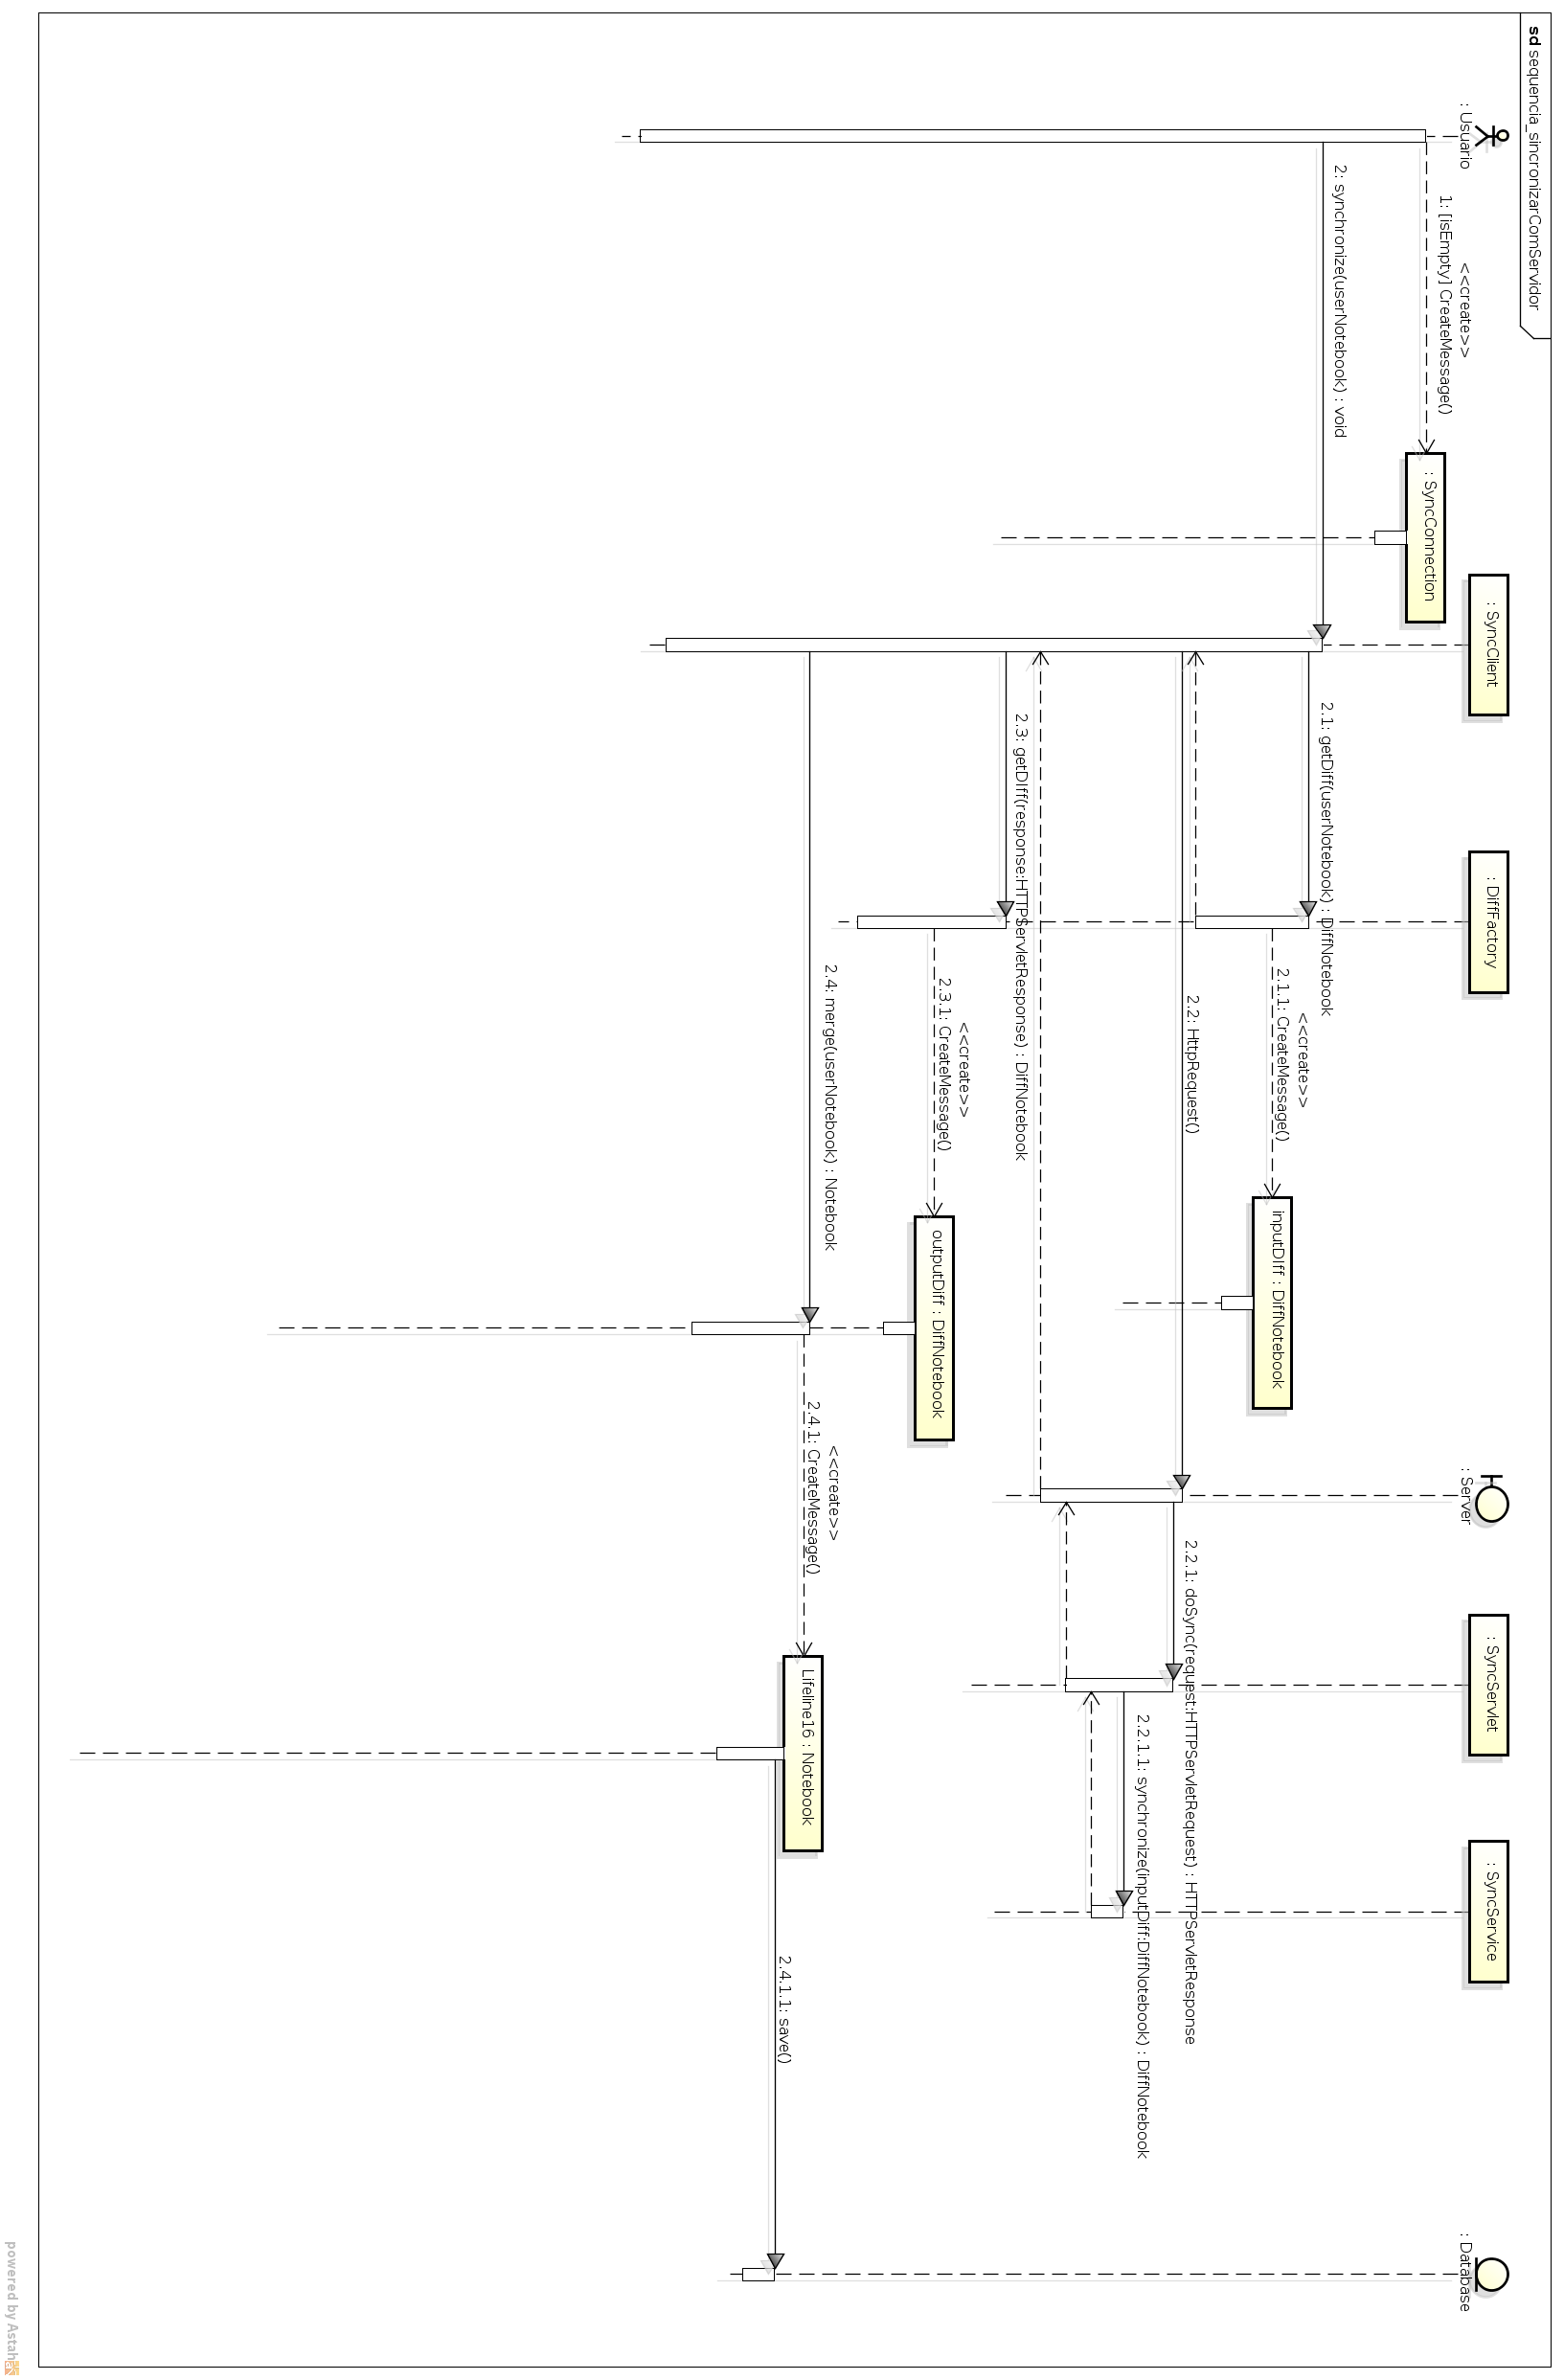 sd sequencia_sincronizarComServidor
: Usuario
: SyncClient
: DiffFactory
: Server
: SyncServlet
: SyncService
: Database
<<create>>
1: [isEmpty] CreateMessage()
: SyncConnection
2: synchronize(userNotebook) : void
2.1: getDiff(userNotebook) : DiffNotebook
<<create>>
2.1.1: CreateMessage()
inputDIff : DiffNotebook
2.2: HttpRequest()
2.2.1: doSync(request:HTTPServletRequest) : HTTPServletResponse
2.2.1.1: synchronize(inputDiff:DiffNotebook) : DiffNotebook
2.3: getDIff(response:HTTPServletResponse) : DiffNotebook
<<create>>
2.3.1: CreateMessage()
outputDiff : DiffNotebook
2.4: merge(userNotebook) : Notebook
<<create>>
2.4.1: CreateMessage()
Lifeline16 : Notebook
2.4.1.1: save()
powered by Astah